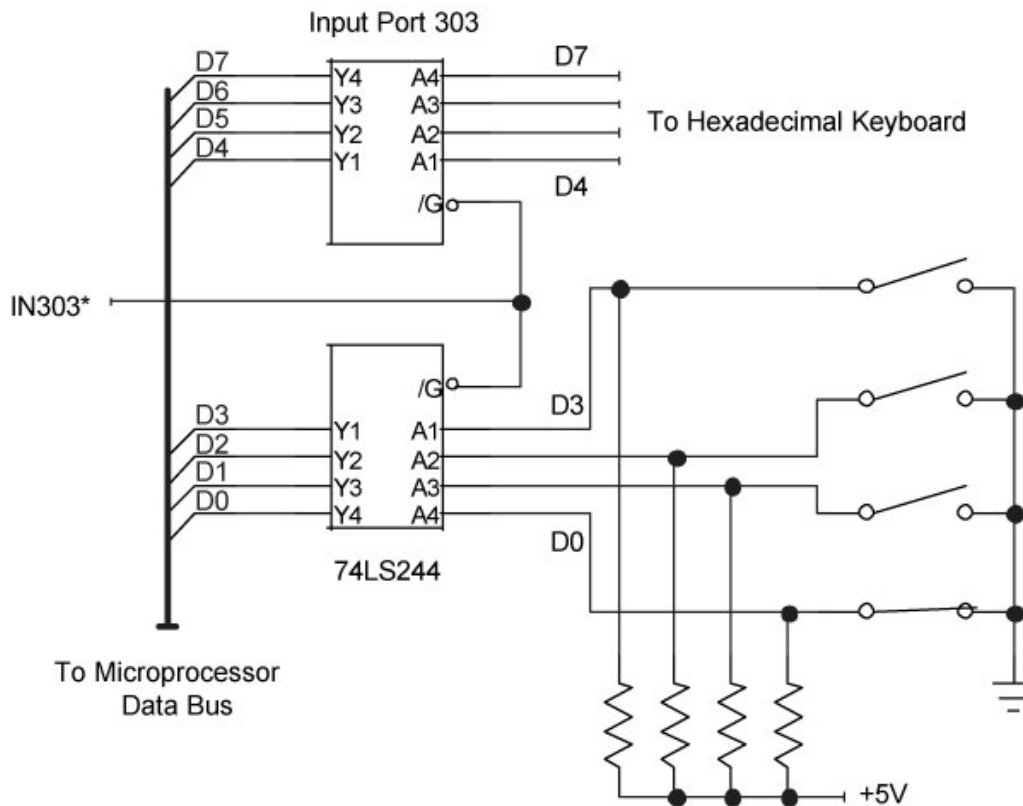 Input Port 303
D7
D6
D5
D4
Y4 A4
Y3 A3
Y2 A2
Y1 A1
/G
D7
To Hexadecimal Keyboard
D4
IN303*
/G
D3
D2
D1
D0
Y1 A1
Y2 A2
Y3 A3
Y4 A4
D3
D0
74LS244
To Microprocessor
Data Bus
+5V